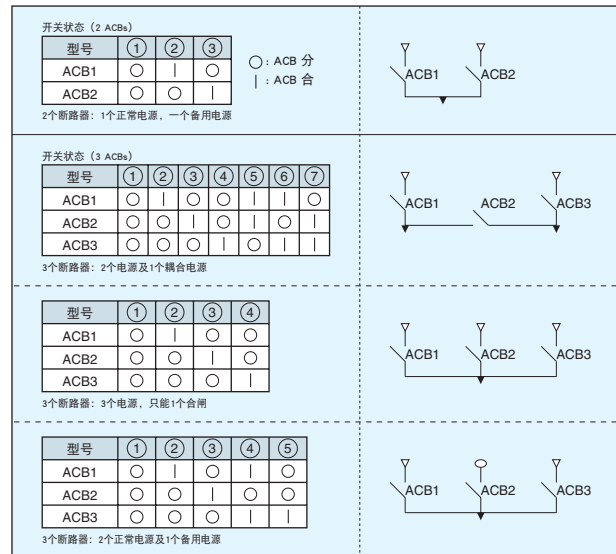 开关状态（2 ACBs）
型号 ① ② ③
ACB1 ○ | ○
ACB2 ○ ○ |
○：ACB 分
|：ACB 合
2个断路器：1个正常电源，一个备用电源
ACB1 ACB2
开关状态（3 ACBs）
型号 ① ② ③ ④ ⑤ ⑥ ⑦
ACB1 ○ | ○ ○ | | ○
ACB2 ○ ○ | ○ | ○ |
ACB3 ○ ○ ○ | ○ | |
3个断路器：2个电源及1个耦合电源
ACB1 ACB2 ACB3
型号 ① ② ③ ④
ACB1 ○ | ○ ○
ACB2 ○ ○ | ○
ACB3 ○ ○ ○ |
3个断路器：3个电源，只能1个合闸
ACB1 ACB2 ACB3
型号 ① ② ③ ④ ⑤
ACB1 ○ | ○ | ○
ACB2 ○ ○ | ○ ○
ACB3 ○ ○ ○ | |
3个断路器：2个正常电源及1个备用电源
ACB1 ACB2 ACB3